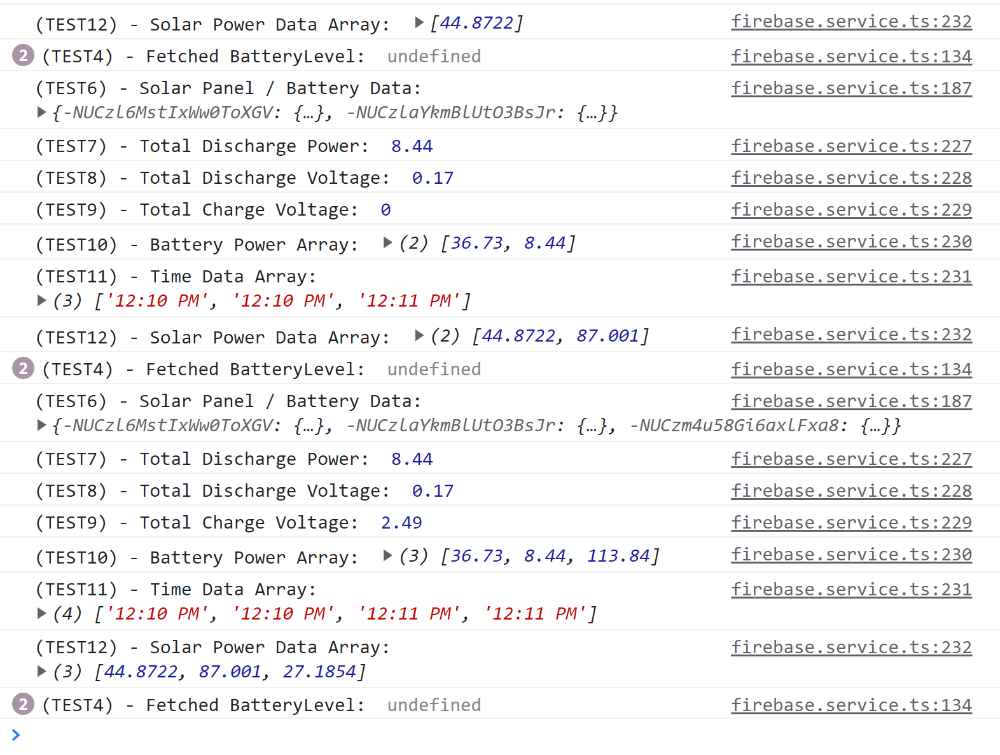 (TEST12) - Solar Power Data Array: ▶[44.8722] firebase.service.ts:232
2 (TEST4) - Fetched BatteryLevel: undefined firebase.service.ts:134
(TEST6) - Solar Panel / Battery Data: firebase.service.ts:187
▶{-NUCzl6MstIxWw0ToXGV: {…}, -NUCzlaYkmBlUtO3BsJr: {…}}
(TEST7) - Total Discharge Power: 8.44 firebase.service.ts:227
(TEST8) - Total Discharge Voltage: 0.17 firebase.service.ts:228
(TEST9) - Total Charge Voltage: 0 firebase.service.ts:229
(TEST10) - Battery Power Array: ▶(2) [36.73, 8.44] firebase.service.ts:230
(TEST11) - Time Data Array: firebase.service.ts:231
▶(3) ['12:10 PM', '12:10 PM', '12:11 PM']
(TEST12) - Solar Power Data Array: ▶(2) [44.8722, 87.001] firebase.service.ts:232
2 (TEST4) - Fetched BatteryLevel: undefined firebase.service.ts:134
(TEST6) - Solar Panel / Battery Data: firebase.service.ts:187
▶{-NUCzl6MstIxWw0ToXGV: {…}, -NUCzlaYkmBlUtO3BsJr: {…}, -NUCzm4u58Gi6axlFxa8: {…}}
(TEST7) - Total Discharge Power: 8.44 firebase.service.ts:227
(TEST8) - Total Discharge Voltage: 0.17 firebase.service.ts:228
(TEST9) - Total Charge Voltage: 2.49 firebase.service.ts:229
(TEST10) - Battery Power Array: ▶(3) [36.73, 8.44, 113.84] firebase.service.ts:230
(TEST11) - Time Data Array: firebase.service.ts:231
▶(4) ['12:10 PM', '12:10 PM', '12:11 PM', '12:11 PM']
(TEST12) - Solar Power Data Array: firebase.service.ts:232
▶(3) [44.8722, 87.001, 27.1854]
2 (TEST4) - Fetched BatteryLevel: undefined firebase.service.ts:134